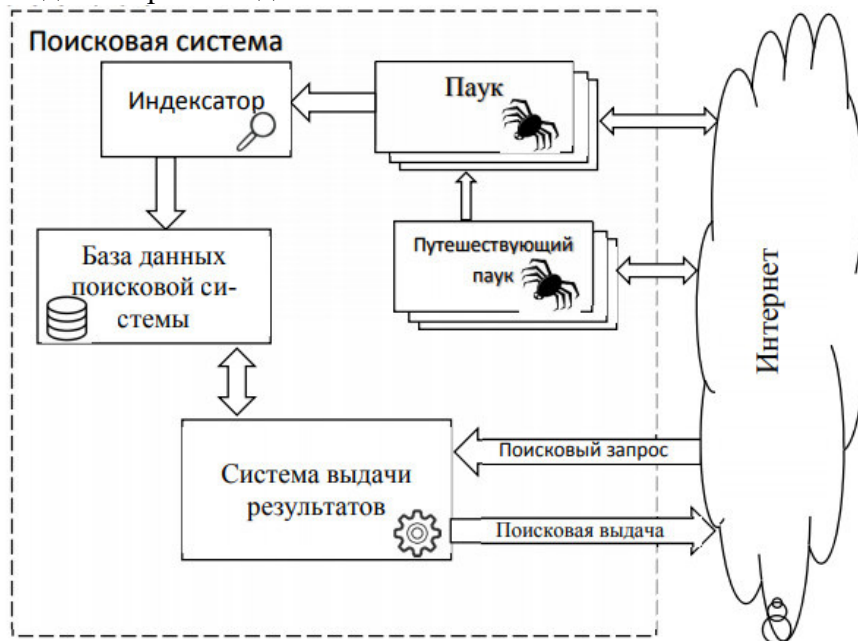 Поисковая система
Индексатор
Паук
База данных
поисковой си-
стемы
Путешествующий
паук
Интернет
Система выдачи
результатов
Поисковый запрос
Поисковая выдача